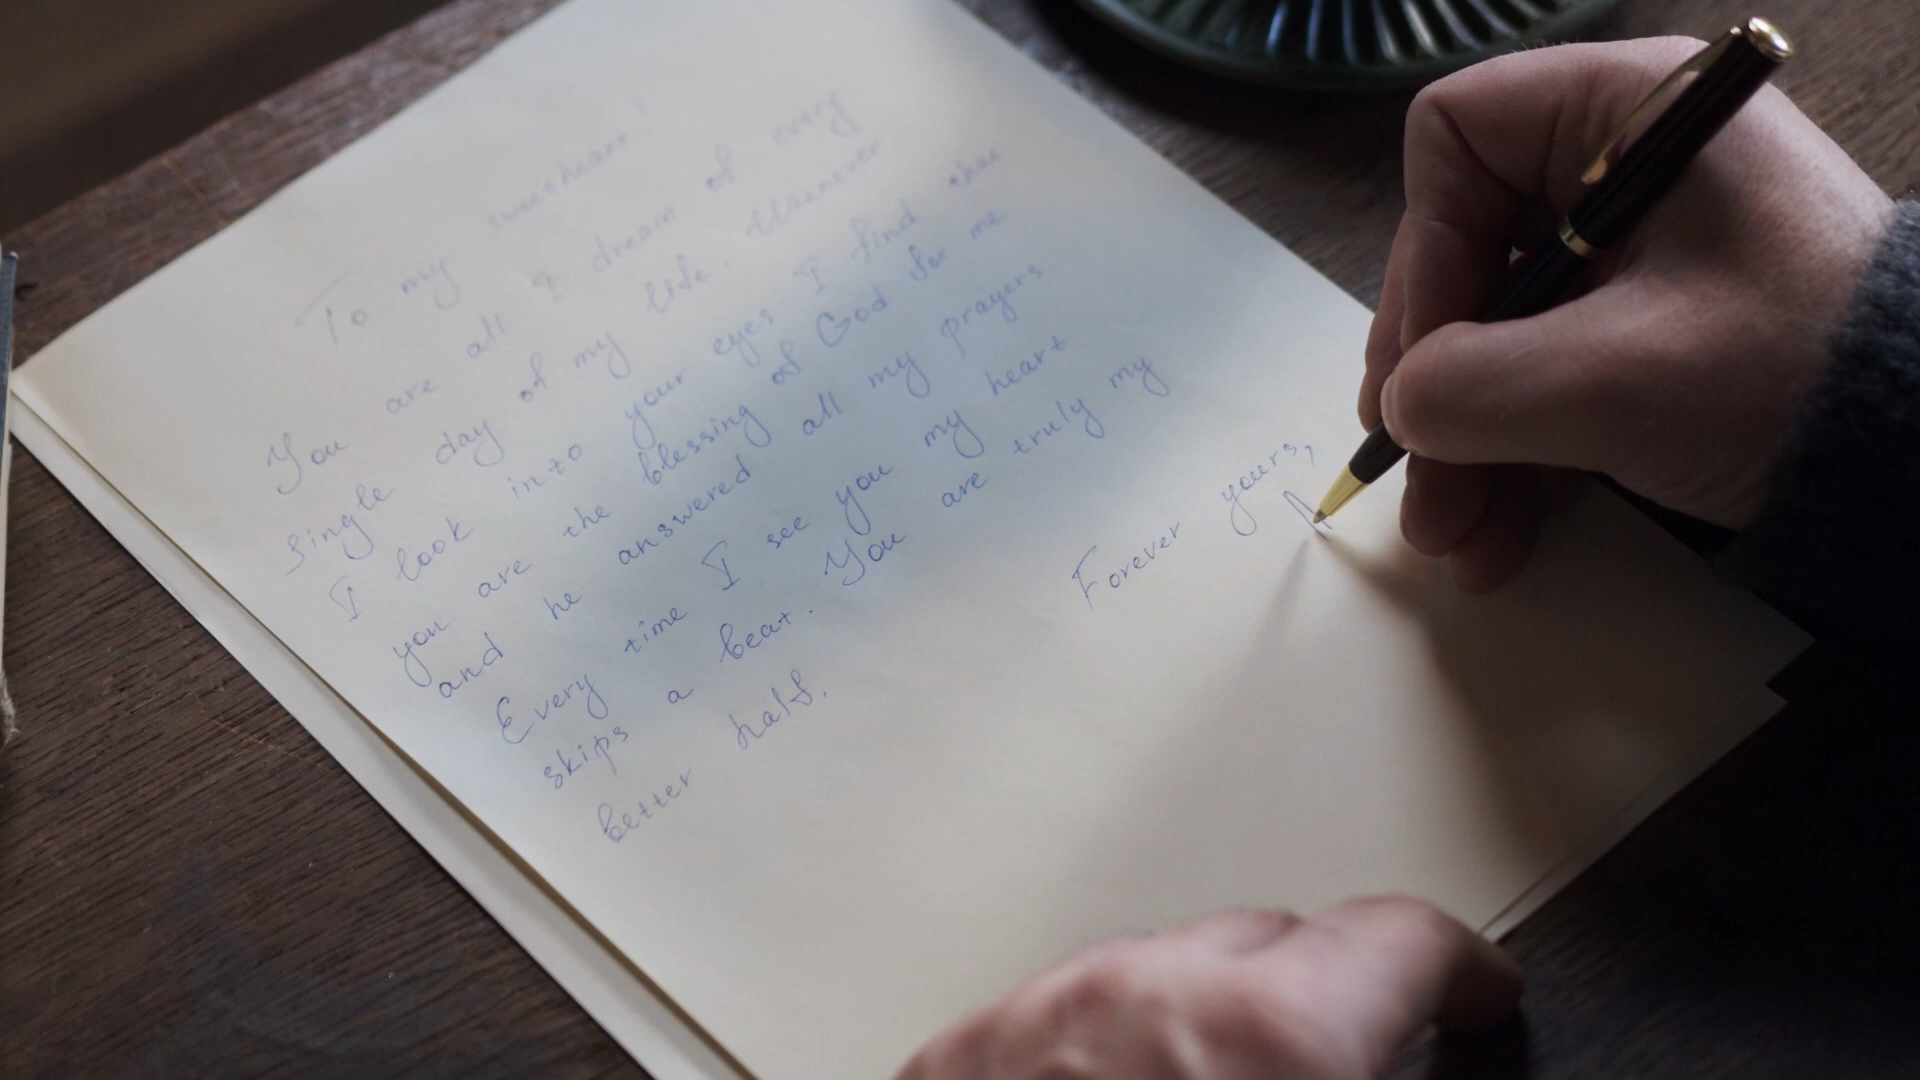 To my sweetheart!
You are all I dream of every
single day of my life. Whenever
I look into your eyes I find that
you are the blessing of God for me
and he answered all my prayers.
Every time I see you my heart
skips a beat. You are truly my
better half.
Forever yours,
A